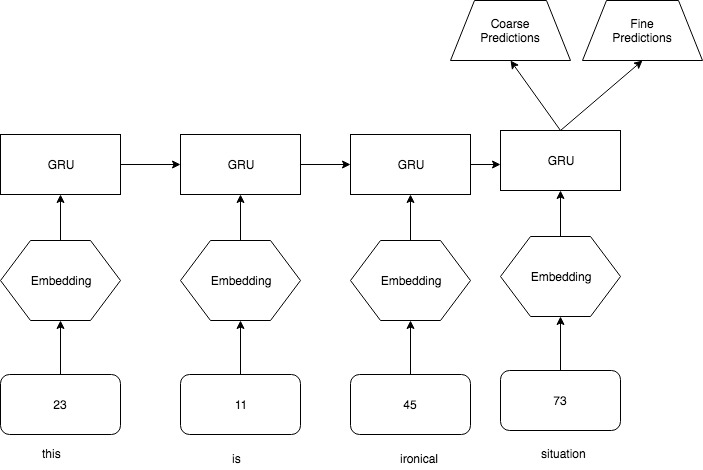 Coarse
Predictions
Fine
Predictions
GRU
GRU
GRU
GRU
Embedding
Embedding
Embedding
Embedding
23
11
45
73
this
is
ironical
situation